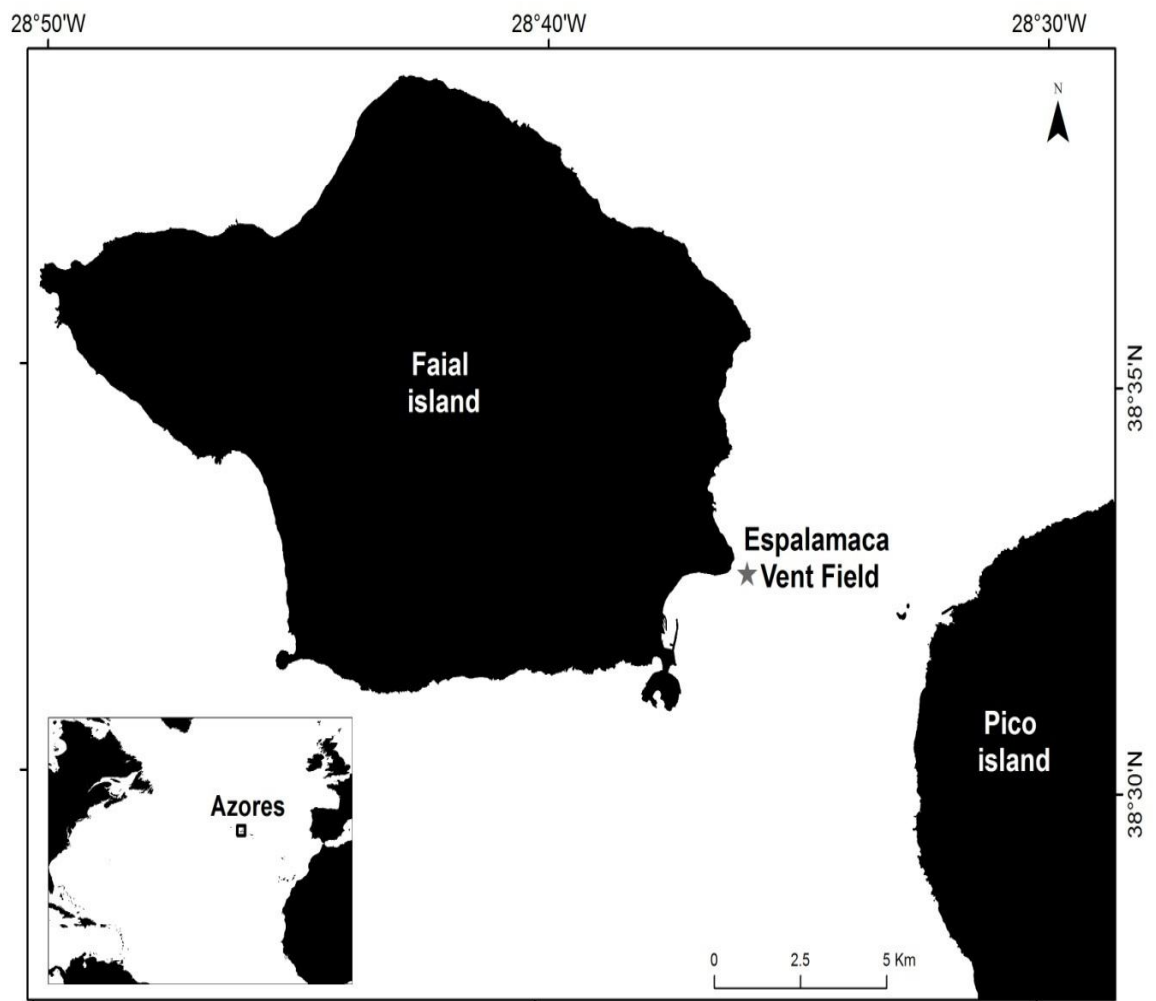 28°50'W
28°40'W
28°30'W
N
Faial
island
38°35'N
Espalamaca
Vent Field
Pico
island
38°30'N
Azores
0 2.5 5 Km